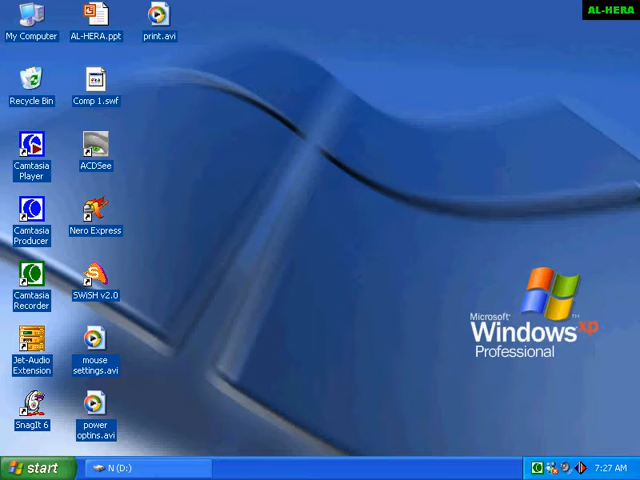 My Computer
AL-HERA.ppt
print.avi
AL-HERA
Recycle Bin
Comp 1.swf
Camtasia
Player
ACDSee
Camtasia
Producer
Nero Express
Camtasia
Recorder
SWiSH v2.0
Microsoft
Windows xp
Professional
TM
Jet-Audio
Extension
mouse
settings.avi
SnagIt 6
power
optins.avi
start
N (D:)
7:27 AM